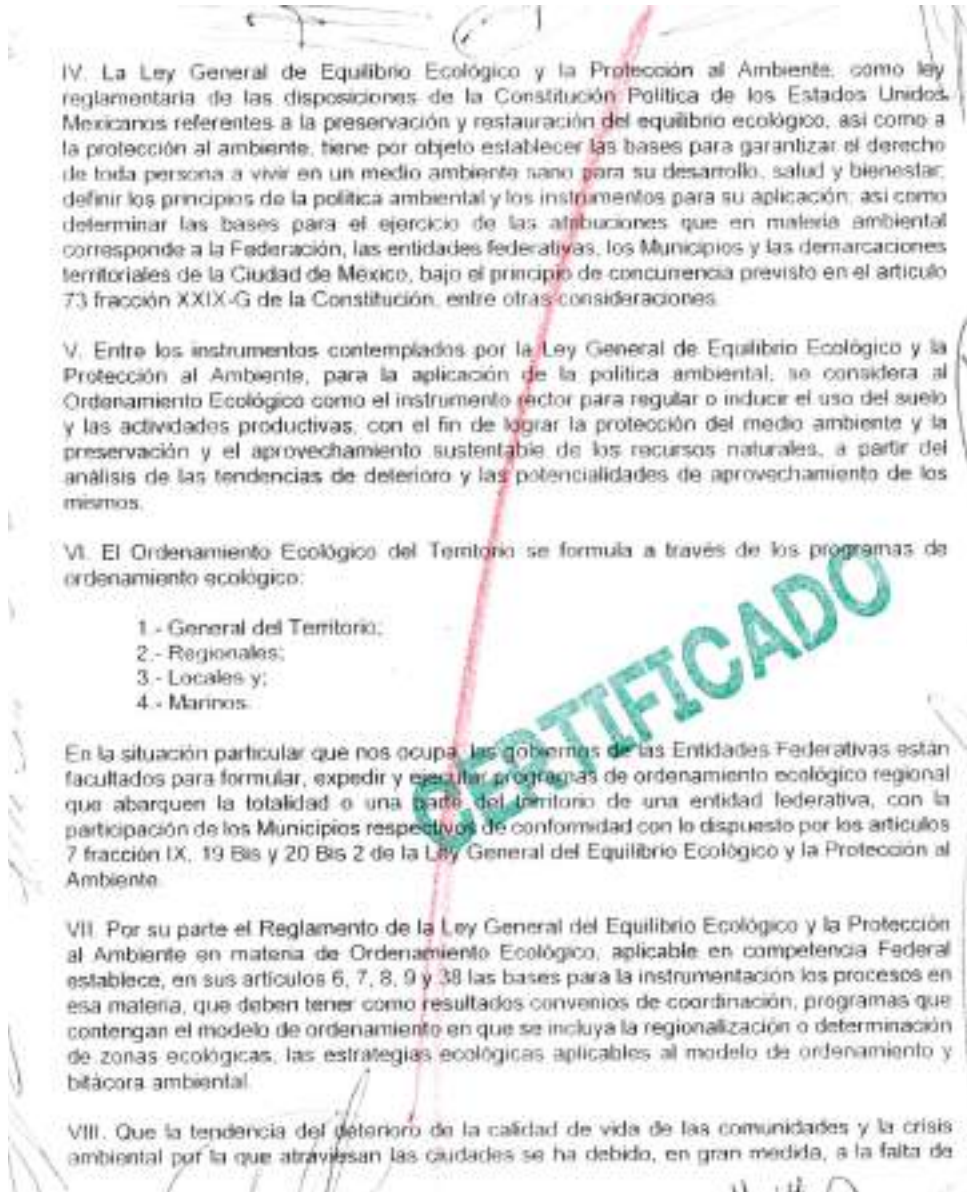 IV. La Ley General de Equilibrio Ecológico y la Protección al Ambiente, como ley
reglamentaria de las disposiciones de la Constitución Política de los Estados Unidos
Mexicanos referentes a la preservación y restauración del equilibrio ecológico, así como a
la protección al ambiente, tiene por objeto establecer las bases para garantizar el derecho
de toda persona a vivir en un medio ambiente sano para su desarrollo, salud y bienestar;
definir los principios de la política ambiental y los instrumentos para su aplicación; así como
determinar las bases para el ejercicio de las atribuciones que en materia ambiental
corresponde a la Federación, las entidades federativas, los Municipios y las demarcaciones
territoriales de la Ciudad de México, bajo el principio de concurrencia previsto en el artículo
73 fracción XXIX-G de la Constitución, entre otras consideraciones.
V. Entre los instrumentos contemplados por la Ley General de Equilibrio Ecológico y la
Protección al Ambiente, para la aplicación de la política ambiental, se considera al
Ordenamiento Ecológico como el instrumento rector para regular o inducir el uso del suelo
y las actividades productivas, con el fin de lograr la protección del medio ambiente y la
preservación y el aprovechamiento sustentable de los recursos naturales, a partir del
análisis de las tendencias de deterioro y las potencialidades de aprovechamiento de los
mismos.
VI. El Ordenamiento Ecológico del Territorio se formula a través de los programas de
ordenamiento ecológico:
1.- General del Territorio;
2.- Regionales;
3.- Locales y;
4.- Marinos.
CERTIFICADO
En la situación particular que nos ocupa, las gobiernos de las Entidades Federativas están
facultados para formular, expedir y ejecutar programas de ordenamiento ecológico regional
que abarquen la totalidad o una parte del territorio de una entidad federativa, con la
participación de los Municipios respectivos de conformidad con lo dispuesto por los artículos
7 fracción IX, 19 Bis y 20 Bis 2 de la Ley General del Equilibrio Ecológico y la Protección al
Ambiente.
VII. Por su parte el Reglamento de la Ley General del Equilibrio Ecológico y la Protección
al Ambiente en materia de Ordenamiento Ecológico, aplicable en competencia Federal
establece, en sus artículos 6, 7, 8, 9 y 38 las bases para la instrumentación los procesos en
esa materia, que deben tener como resultados convenios de coordinación, programas que
contengan el modelo de ordenamiento en que se incluya la regionalización o determinación
de zonas ecológicas, las estrategias ecológicas aplicables al modelo de ordenamiento y
bitácora ambiental.
VIII. Que la tendencia del deterioro de la calidad de vida de las comunidades y la crisis
ambiental por la que atraviesan las ciudades se ha debido, en gran medida, a la falta de